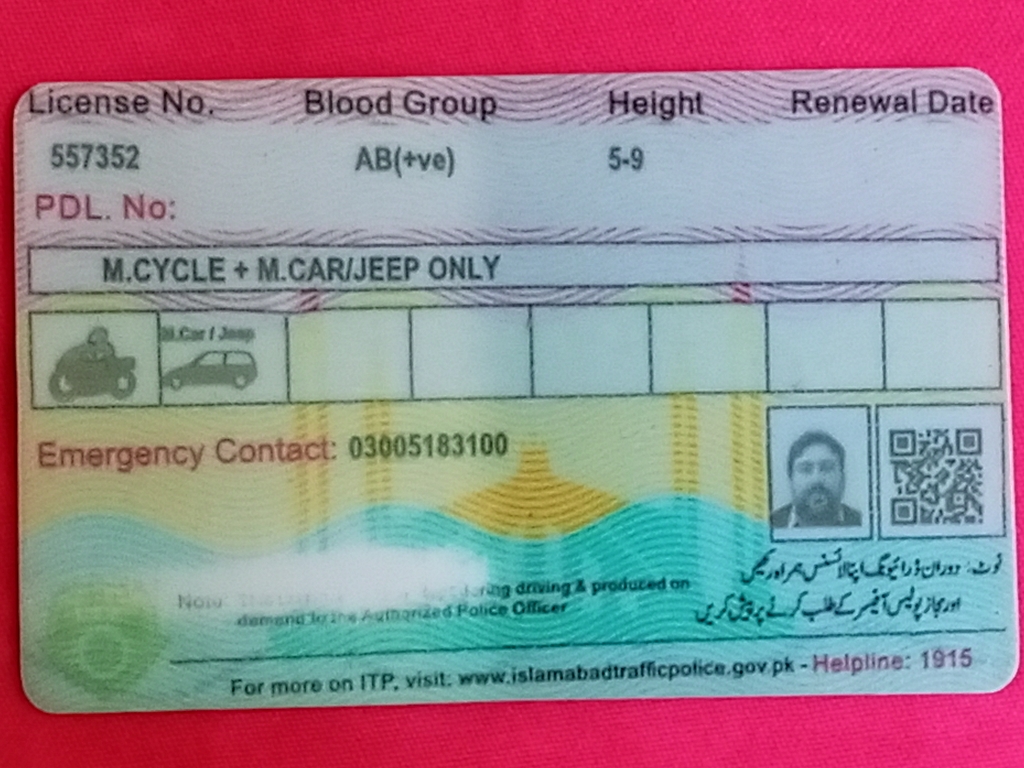 License No. Blood Group Height Renewal Date
557352 AB(+ve) 5-9
PDL. No:
M.CYCLE + M.CAR/JEEP ONLY
M.Car / Jeep
Emergency Contact: 03005183100
نوٹ: دوران ڈرائیونگ اپنا لائسنس ہمراہ رکھیں
اور مجاز پولیس آفیسر کے طلب کرنے پر پیش کریں
Note: during driving & produced on
demand to the Authorized Police Officer
For more on ITP, visit: www.islamabadtrafficpolice.gov.pk - Helpline: 1915